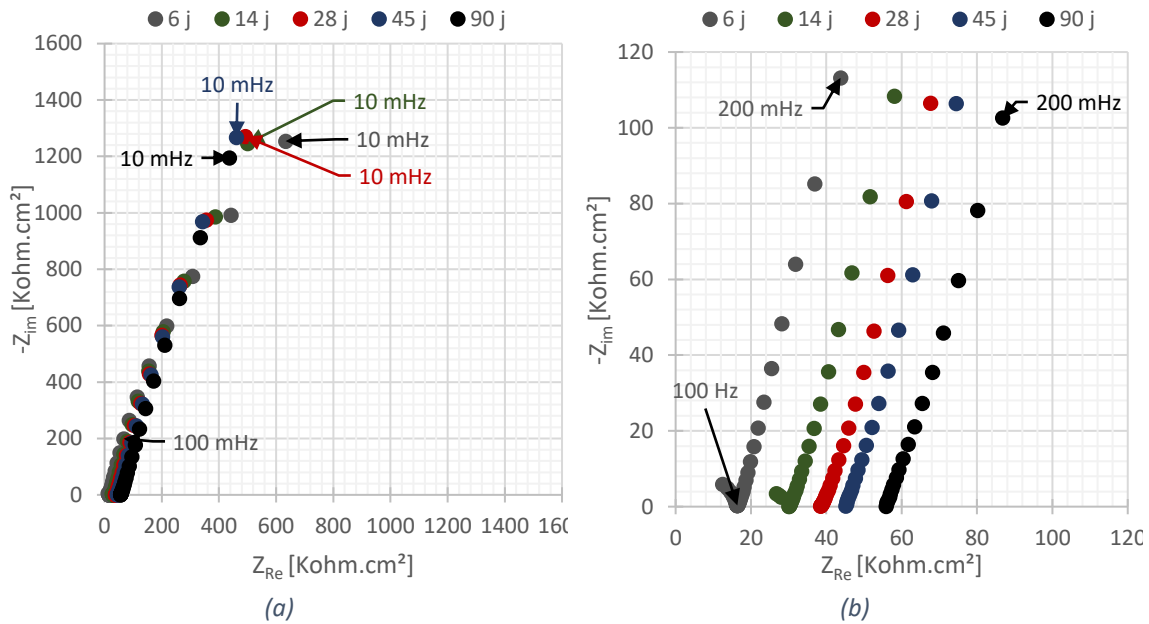 6 j 14 j 28 j 45 j 90 j
1600
1400
1200
1000
800
600
400
200
0
-Zim [Kohm.cm²]
10 mHz
10 mHz
10 mHz
10 mHz
10 mHz
100 mHz
0 200 400 600 800 1000 1200 1400 1600
ZRe [Kohm.cm²]
(a)
6 j 14 j 28 j 45 j 90 j
120
100
80
60
40
20
0
-Zim [Kohm.cm²]
200 mHz
200 mHz
100 Hz
0 20 40 60 80 100 120
ZRe [Kohm.cm²]
(b)